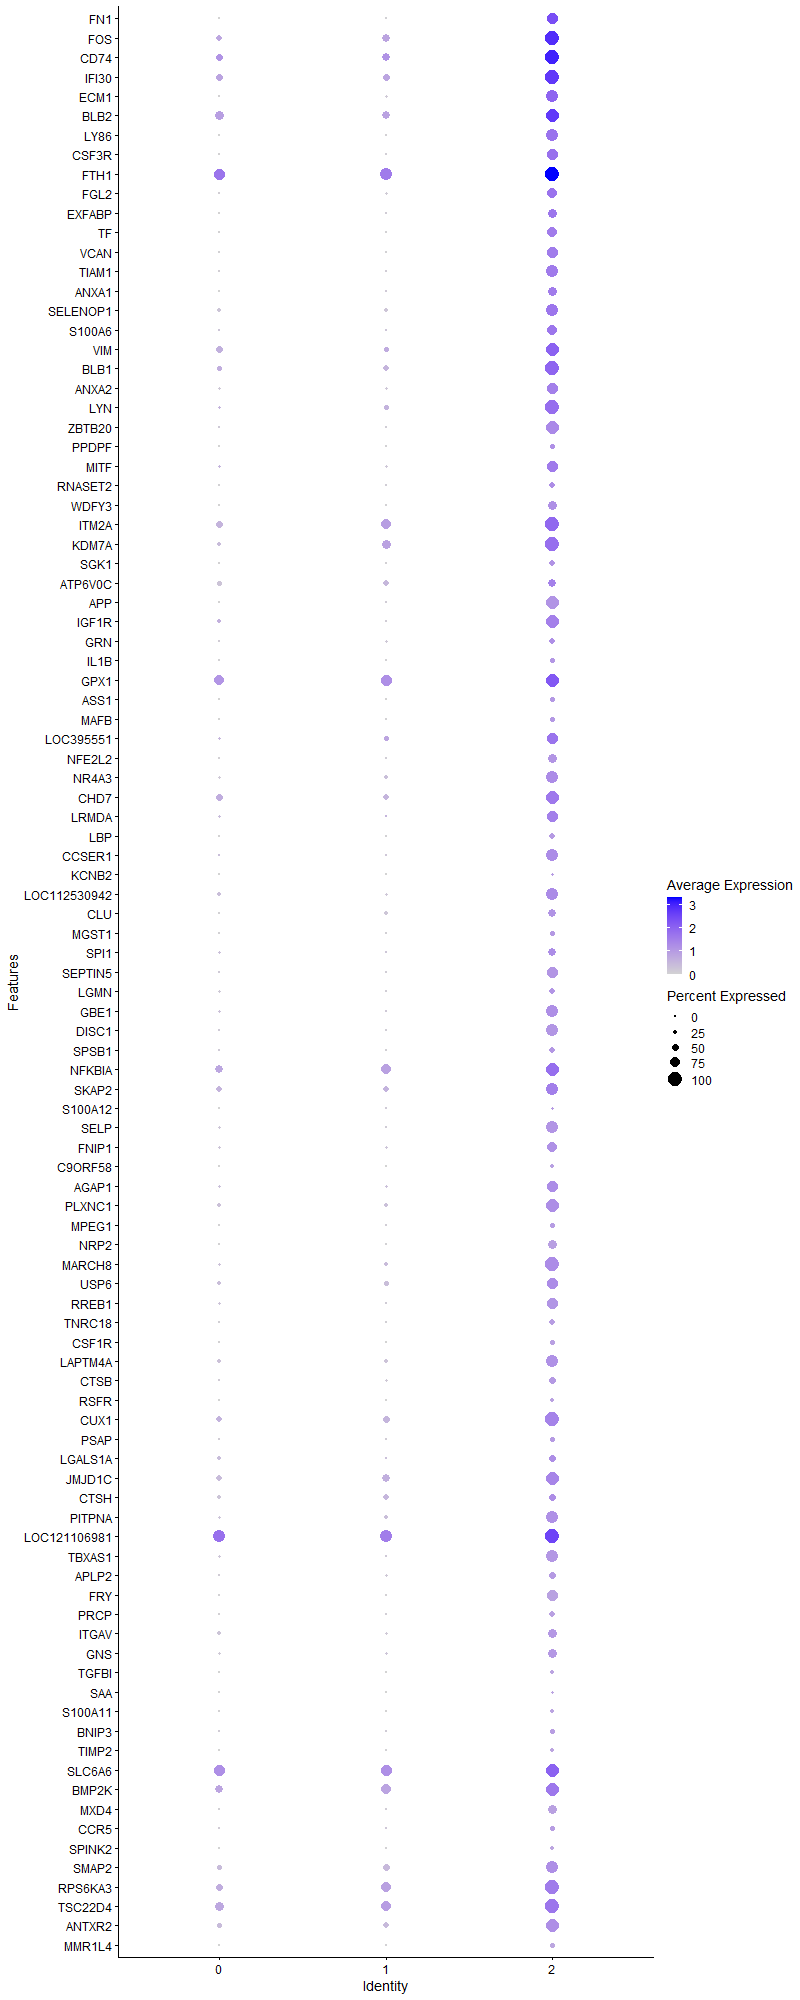 FN1
FOS
CD74
IFI30
ECM1
BLB2
LY86
CSF3R
FTH1
FGL2
EXFABP
TF
VCAN
TIAM1
ANXA1
SELENOP1
S100A6
VIM
BLB1
ANXA2
LYN
ZBTB20
PPDPF
MITF
RNASET2
WDFY3
ITM2A
KDM7A
SGK1
ATP6V0C
APP
IGF1R
GRN
IL1B
GPX1
ASS1
MAFB
LOC395551
NFE2L2
NR4A3
CHD7
LRMDA
LBP
CCSER1
KCNB2
LOC112530942
CLU
MGST1
SPI1
SEPTIN5
LGMN
GBE1
DISC1
SPSB1
NFKBIA
SKAP2
S100A12
SELP
FNIP1
C9ORF58
AGAP1
PLXNC1
MPEG1
NRP2
MARCH8
USP6
RREB1
TNRC18
CSF1R
LAPTM4A
CTSB
RSFR
CUX1
PSAP
LGALS1A
JMJD1C
CTSH
PITPNA
LOC121106981
TBXAS1
APLP2
FRY
PRCP
ITGAV
GNS
TGFBI
SAA
S100A11
BNIP3
TIMP2
SLC6A6
BMP2K
MXD4
CCR5
SPINK2
SMAP2
RPS6KA3
TSC22D4
ANTXR2
MMR1L4
Features
0 1 2
Identity
Average Expression
3
2
1
0
Percent Expressed
0
25
50
75
100